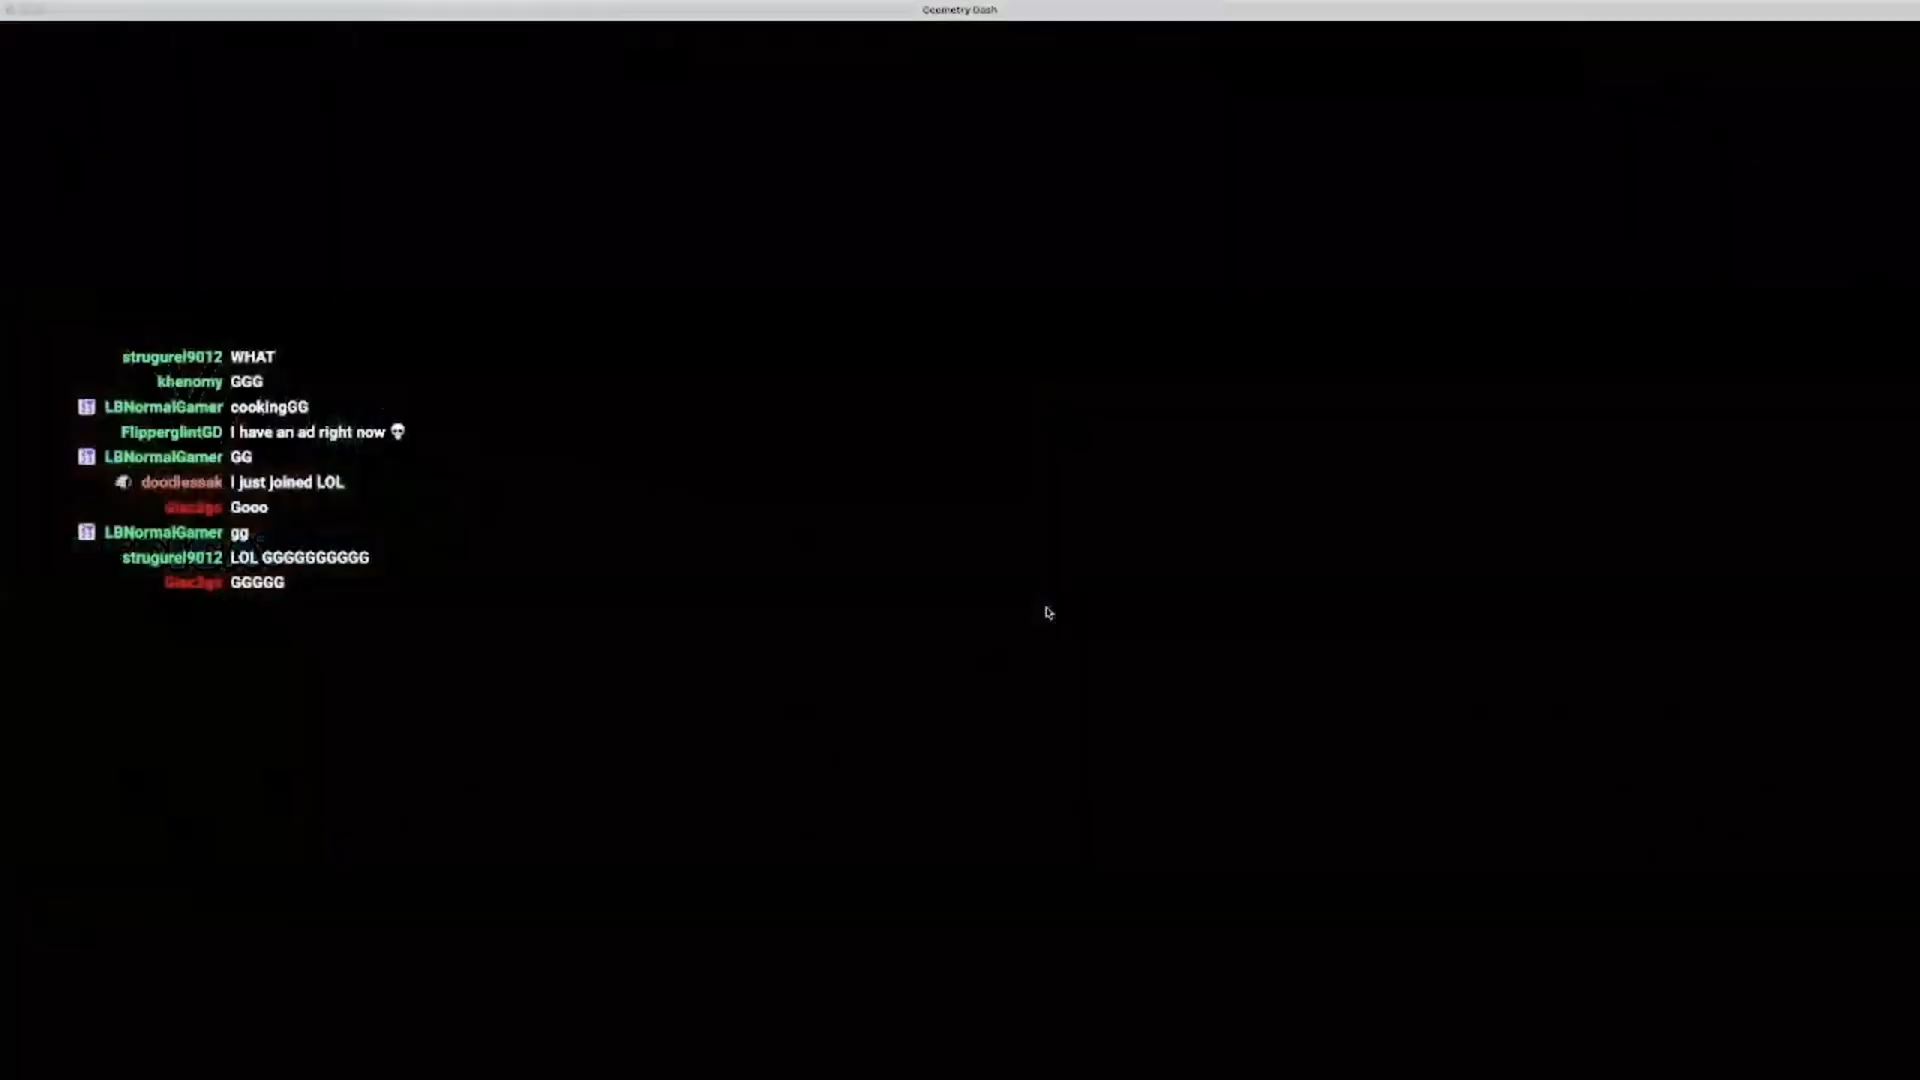 Geometry Dash
strugurel9012 WHAT
khenomy GGG
LBNormalGamer cookingGG
FlipperglintGD I have an ad right now 💀
LBNormalGamer GG
doodlessak I just joined LOL
Gooo
LBNormalGamer gg
strugurel9012 LOL GGGGGGGGGG
GGGGG